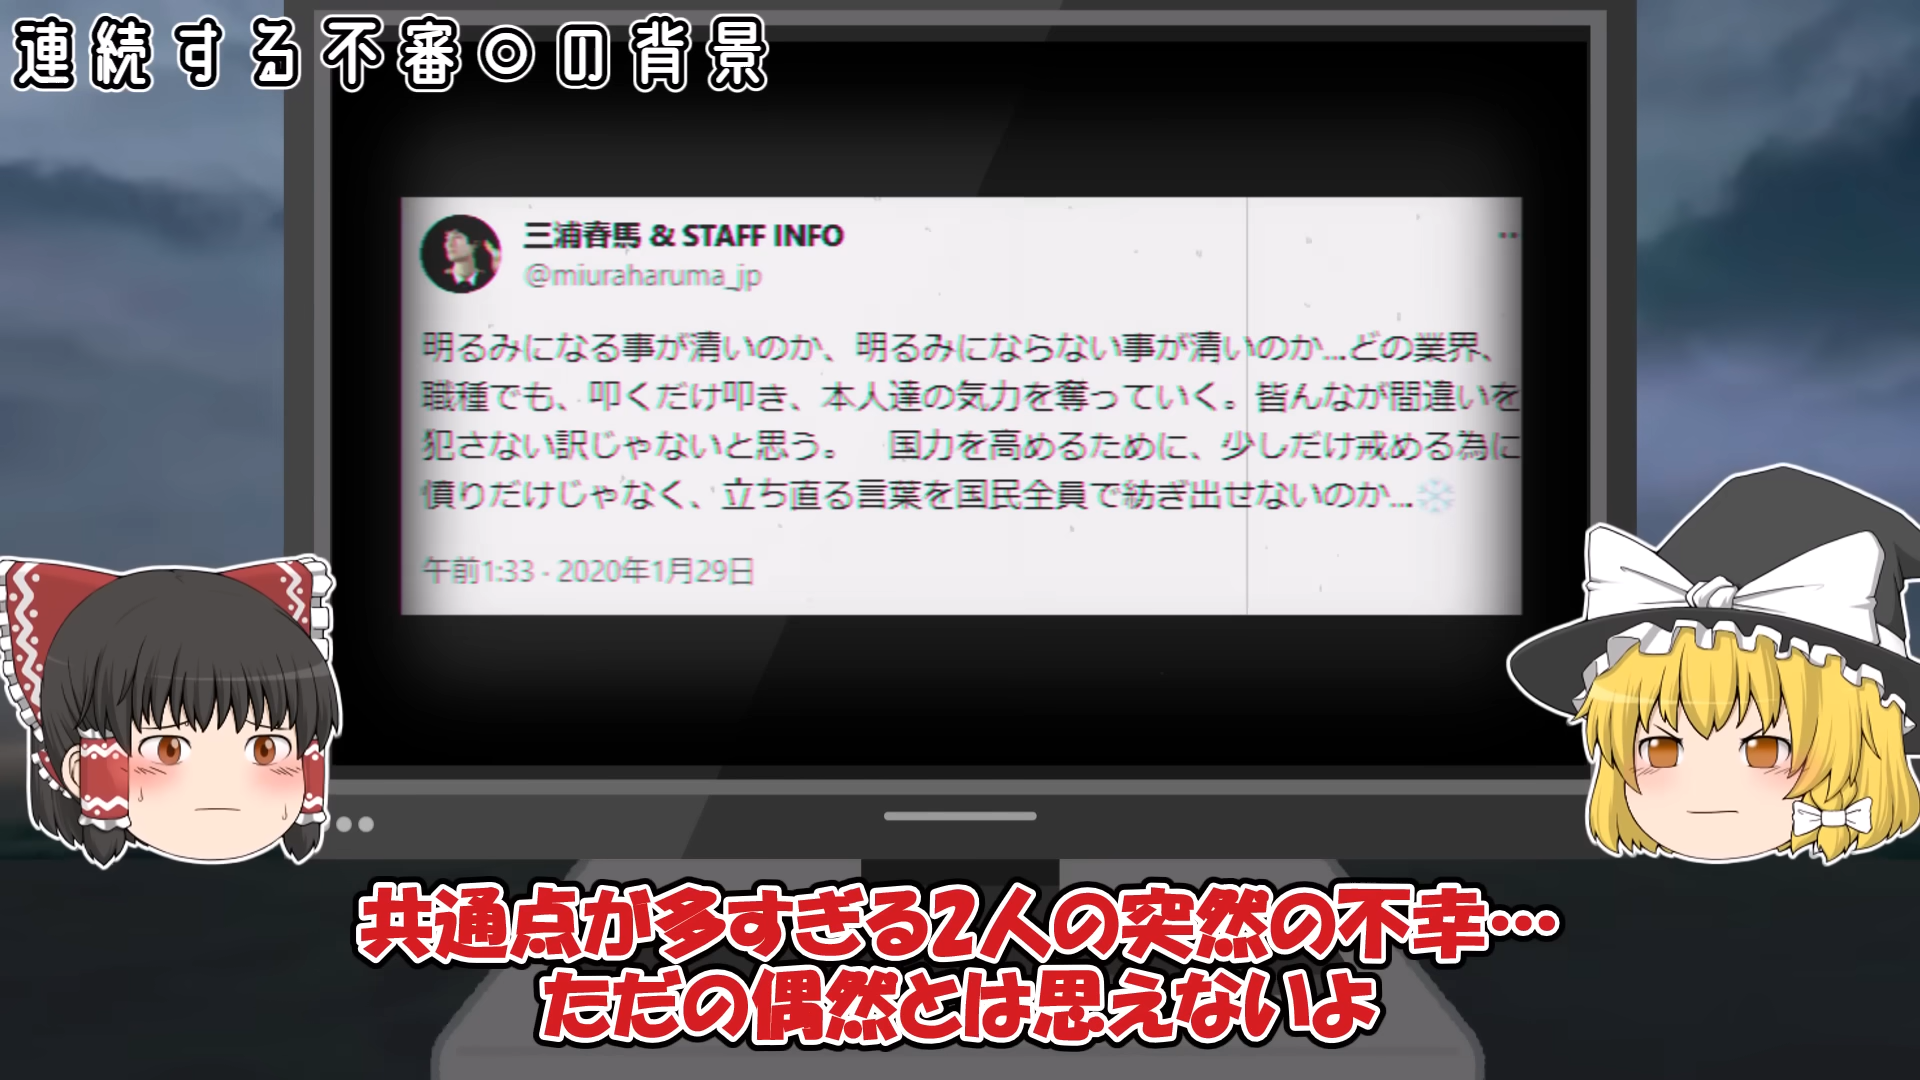 連続する不審◎の背景
三浦春馬 & STAFF INFO
@miuraharuma_jp
明るみになる事が清いのか、明るみにならない事が清いのか...どの業界、
職種でも、叩くだけ叩き、本人達の気力を奪っていく。皆んなが間違いを
犯さない訳じゃないと思う。　国力を高めるために、少しだけ戒める為に
憤りだけじゃなく、立ち直る言葉を国民全員で紡ぎ出せないのか...❄️
午前1:33 · 2020年1月29日
共通点が多すぎる2人の突然の不幸…
ただの偶然とは思えないよ